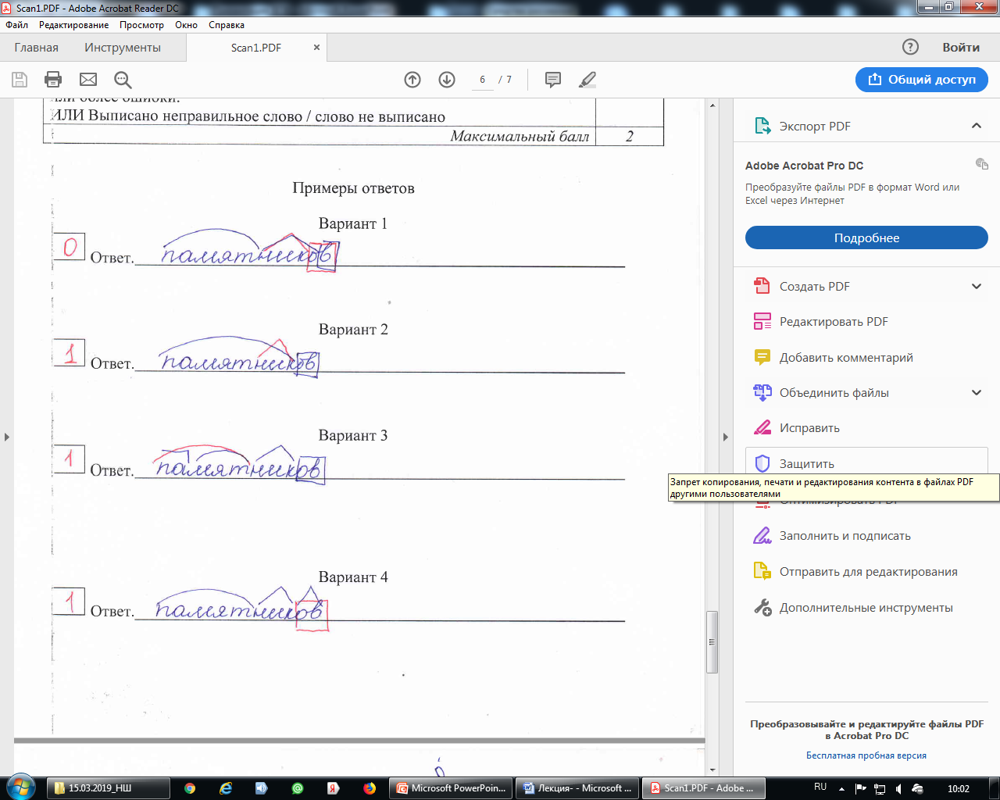 Scan1.PDF - Adobe Acrobat Reader DC
Файл Редактирование Просмотр Окно Справка
Главная Инструменты Scan1.PDF × ? Войти
6 / 7 Общий доступ
или более ошибки.
ИЛИ Выписано неправильное слово / слово не выписано
Максимальный балл 2
Примеры ответов
Вариант 1
0 Ответ. памятников
Вариант 2
1 Ответ. памятников
Вариант 3
1 Ответ. памятников
Вариант 4
1 Ответ. памятников
Экспорт PDF
Adobe Acrobat Pro DC
Преобразуйте файлы PDF в формат Word или
Excel через Интернет
Подробнее
Создать PDF
Редактировать PDF
Добавить комментарий
Объединить файлы
Исправить
Защитить
Запрет копирования, печати и редактирования контента в файлах PDF
другими пользователями
Оптимизировать PDF
Заполнить и подписать
Отправить для редактирования
Дополнительные инструменты
Преобразовывайте и редактируйте файлы PDF
в Acrobat Pro DC
Бесплатная пробная версия
15.03.2019_НШ Microsoft PowerPoin... Лекция- - Microsoft ... Scan1.PDF - Adobe ... RU 10:02